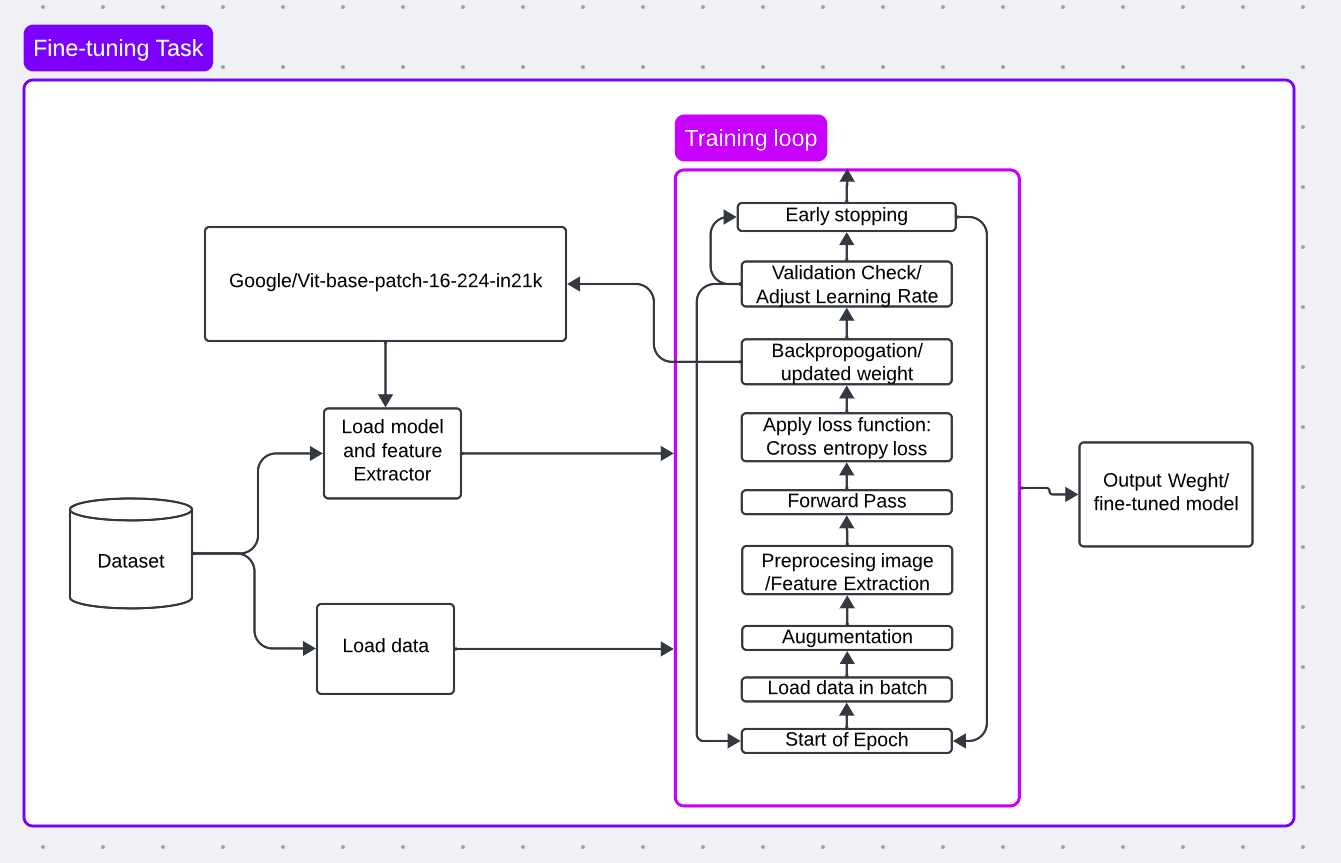 Fine-tuning Task
Training loop
Early stopping
Validation Check/
Adjust Learning Rate
Google/Vit-base-patch-16-224-in21k
Backpropogation/
updated weight
Load model
and feature
Extractor
Apply loss function:
Cross entropy loss
Forward Pass
Output Weght/
fine-tuned model
Dataset
Preprocesing image
/Feature Extraction
Load data
Augumentation
Load data in batch
Start of Epoch